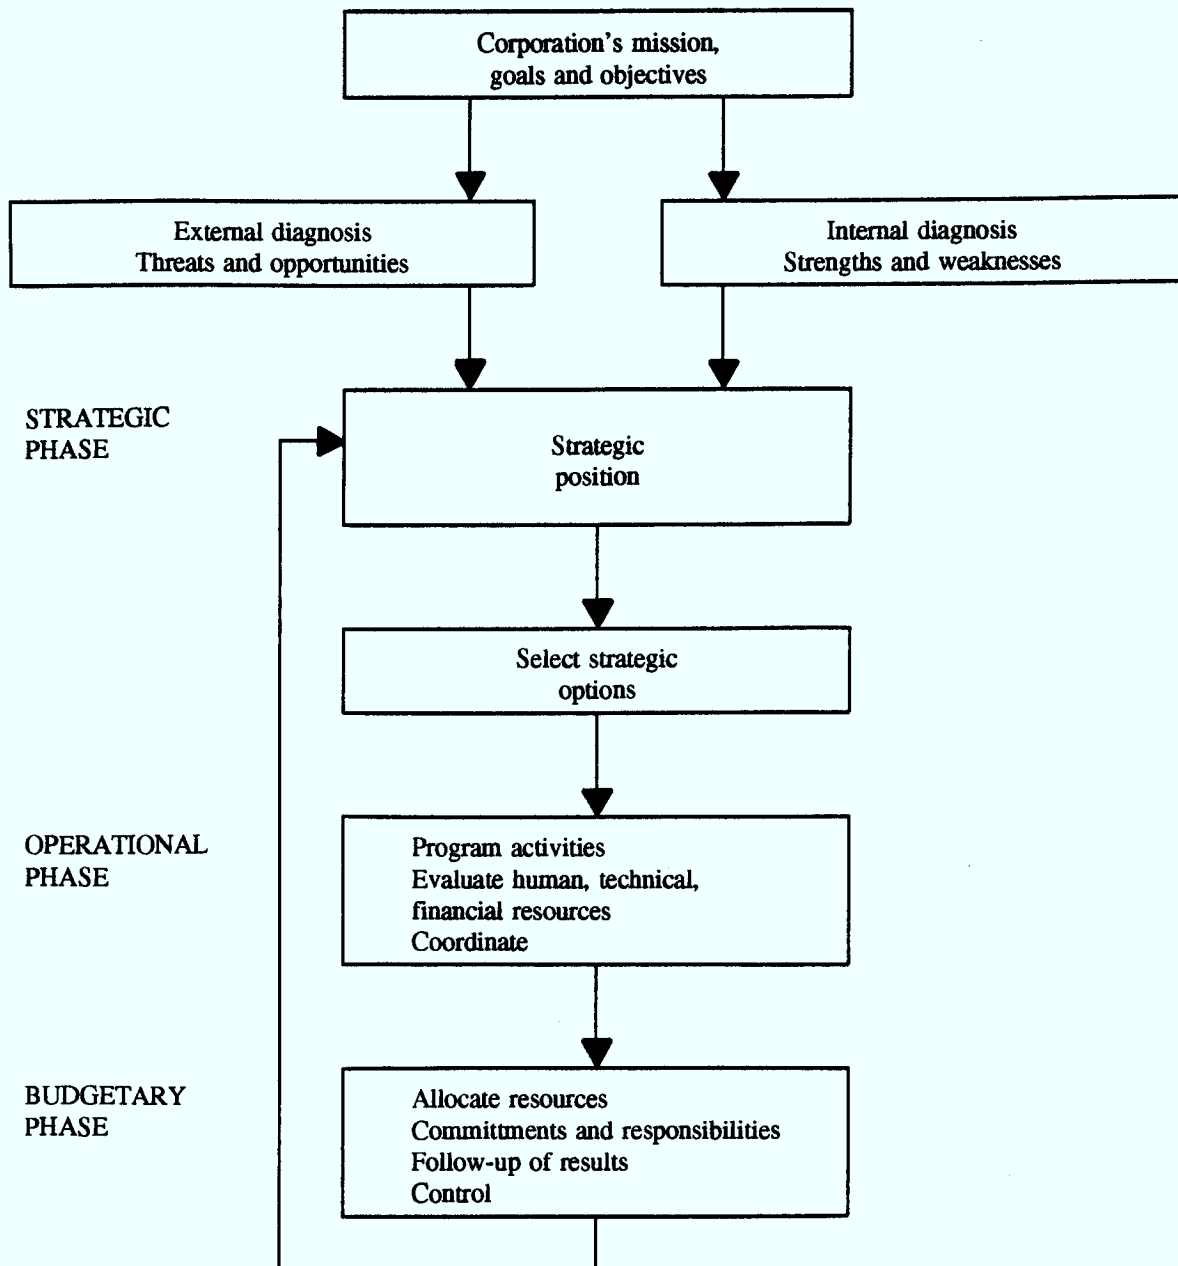 Corporation's mission,
goals and objectives
External diagnosis
Threats and opportunities
Internal diagnosis
Strengths and weaknesses
STRATEGIC
PHASE
Strategic
position
Select strategic
options
OPERATIONAL
PHASE
Program activities
Evaluate human, technical,
financial resources
Coordinate
BUDGETARY
PHASE
Allocate resources
Committments and responsibilities
Follow-up of results
Control